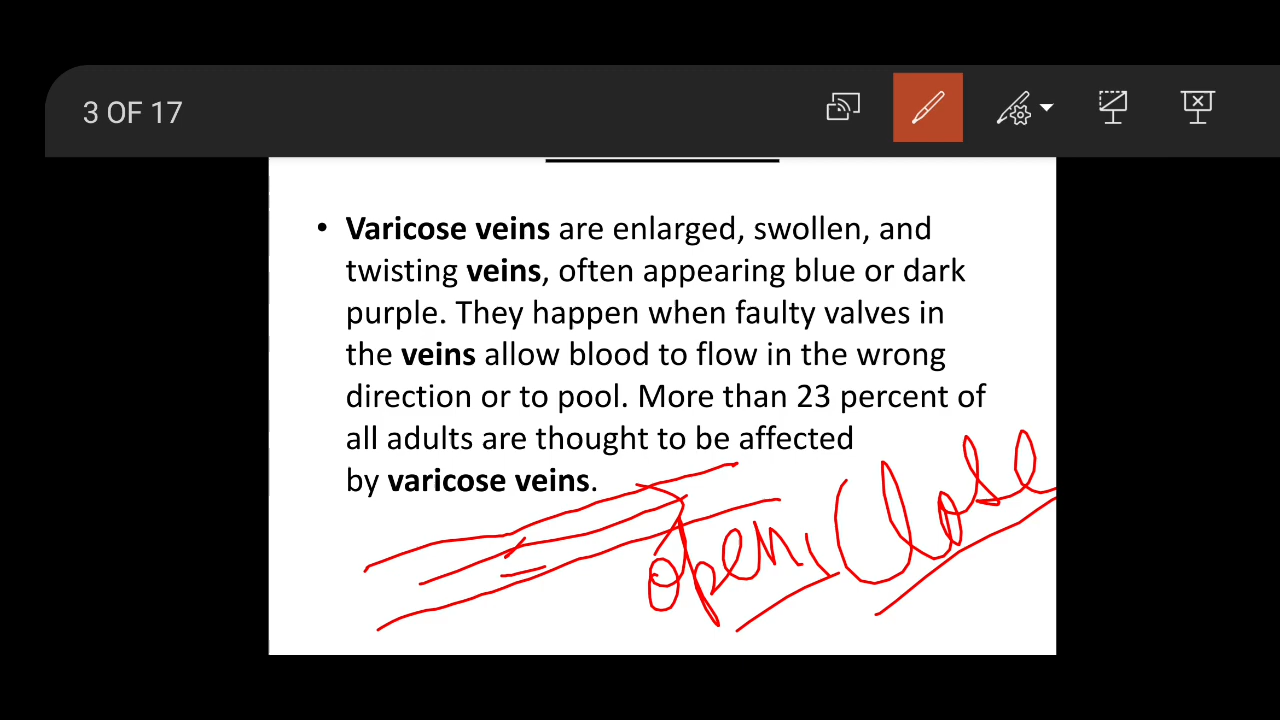 3 OF 17
• Varicose veins are enlarged, swollen, and
twisting veins, often appearing blue or dark
purple. They happen when faulty valves in
the veins allow blood to flow in the wrong
direction or to pool. More than 23 percent of
all adults are thought to be affected
by varicose veins.
open, Close